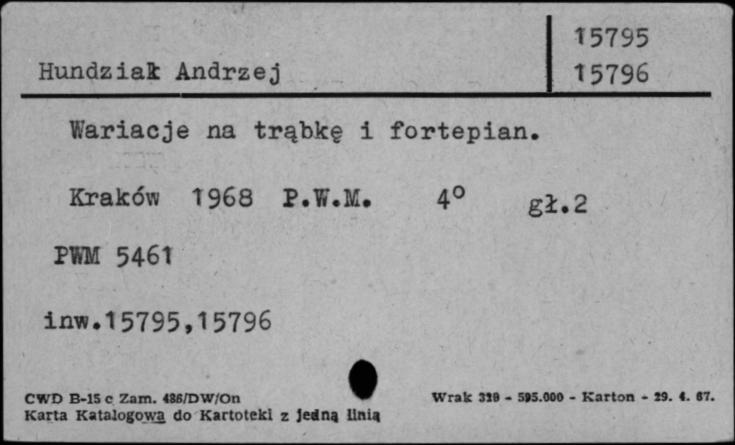 15795
Hundziak Andrzej 15796
Wariacje na trąbkę i fortepian.
Kraków 1968 P.W.M. 4° gł.2
PWM 5461
inw.15795,15796
CWD B-15 c Zam. 486/DW/On Wrak 320 - 595.000 - Karton - 29. 4. 67.
Karta Katalogowa do Kartoteki z jedną linią